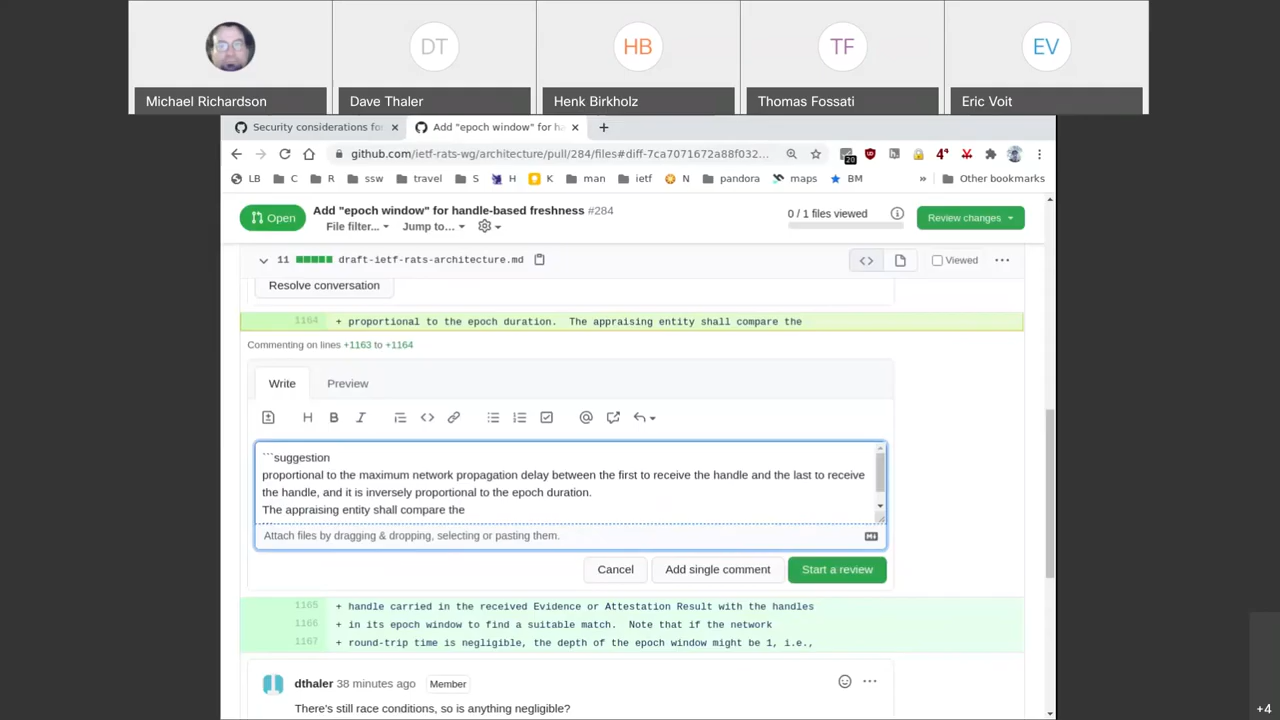 DT
HB
TF
EV
Michael Richardson
Dave Thaler
Henk Birkholz
Thomas Fossati
Eric Voit
Security considerations fo
Add "epoch window" for ha
github.com/ietf-rats-wg/architecture/pull/284/files#diff-7ca7071672a88f032...
20
LB
C
R
ssw
travel
S
H
K
man
ietf
N
pandora
maps
BM
»
Other bookmarks
Open
Add "epoch window" for handle-based freshness #284
File filter...
Jump to...
0 / 1 files viewed
Review changes
11
draft-ietf-rats-architecture.md
Viewed
Resolve conversation
1164 + proportional to the epoch duration.  The appraising entity shall compare the
Commenting on lines +1163 to +1164
Write
Preview
```suggestion
proportional to the maximum network propagation delay between the first to receive the handle and the last to receive
the handle, and it is inversely proportional to the epoch duration.
The appraising entity shall compare the
Attach files by dragging & dropping, selecting or pasting them.
Cancel
Add single comment
Start a review
1165 + handle carried in the received Evidence or Attestation Result with the handles
1166 + in its epoch window to find a suitable match.  Note that if the network
1167 + round-trip time is negligible, the depth of the epoch window might be 1, i.e.,
dthaler 38 minutes ago
Member
There's still race conditions, so is anything negligible?
+4